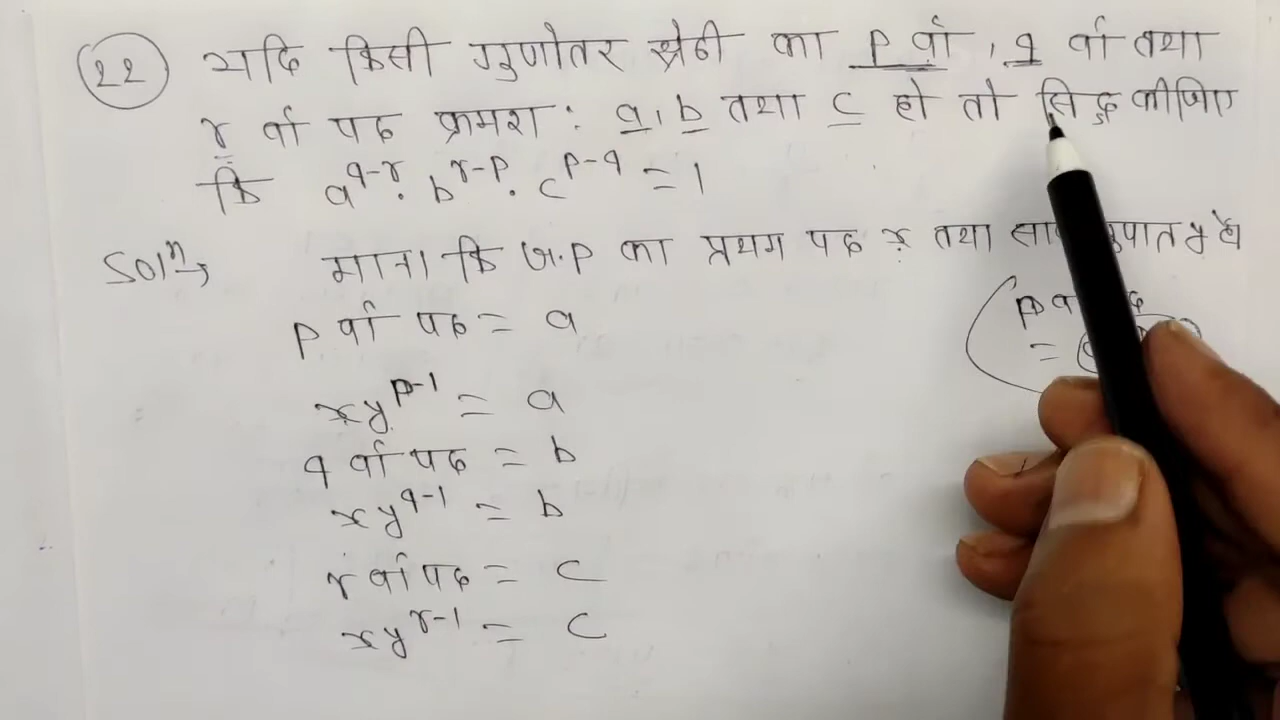 22 यदि किसी गुणोतर श्रेढी का p वाँ, q वाँ तथा
r वाँ पद क्रमश: a, b तथा c हो तो सिद्ध कीजिए
कि a^{q-r}. b^{r-p}. c^{p-q} = 1
Solⁿ→ माना कि G.P का प्रथम पद x तथा y है
p वाँ पद = a
p
=
xy^{p-1} = a
q वाँ पद = b
xy^{q-1} = b
r वाँ पद = c
xy^{r-1} = c